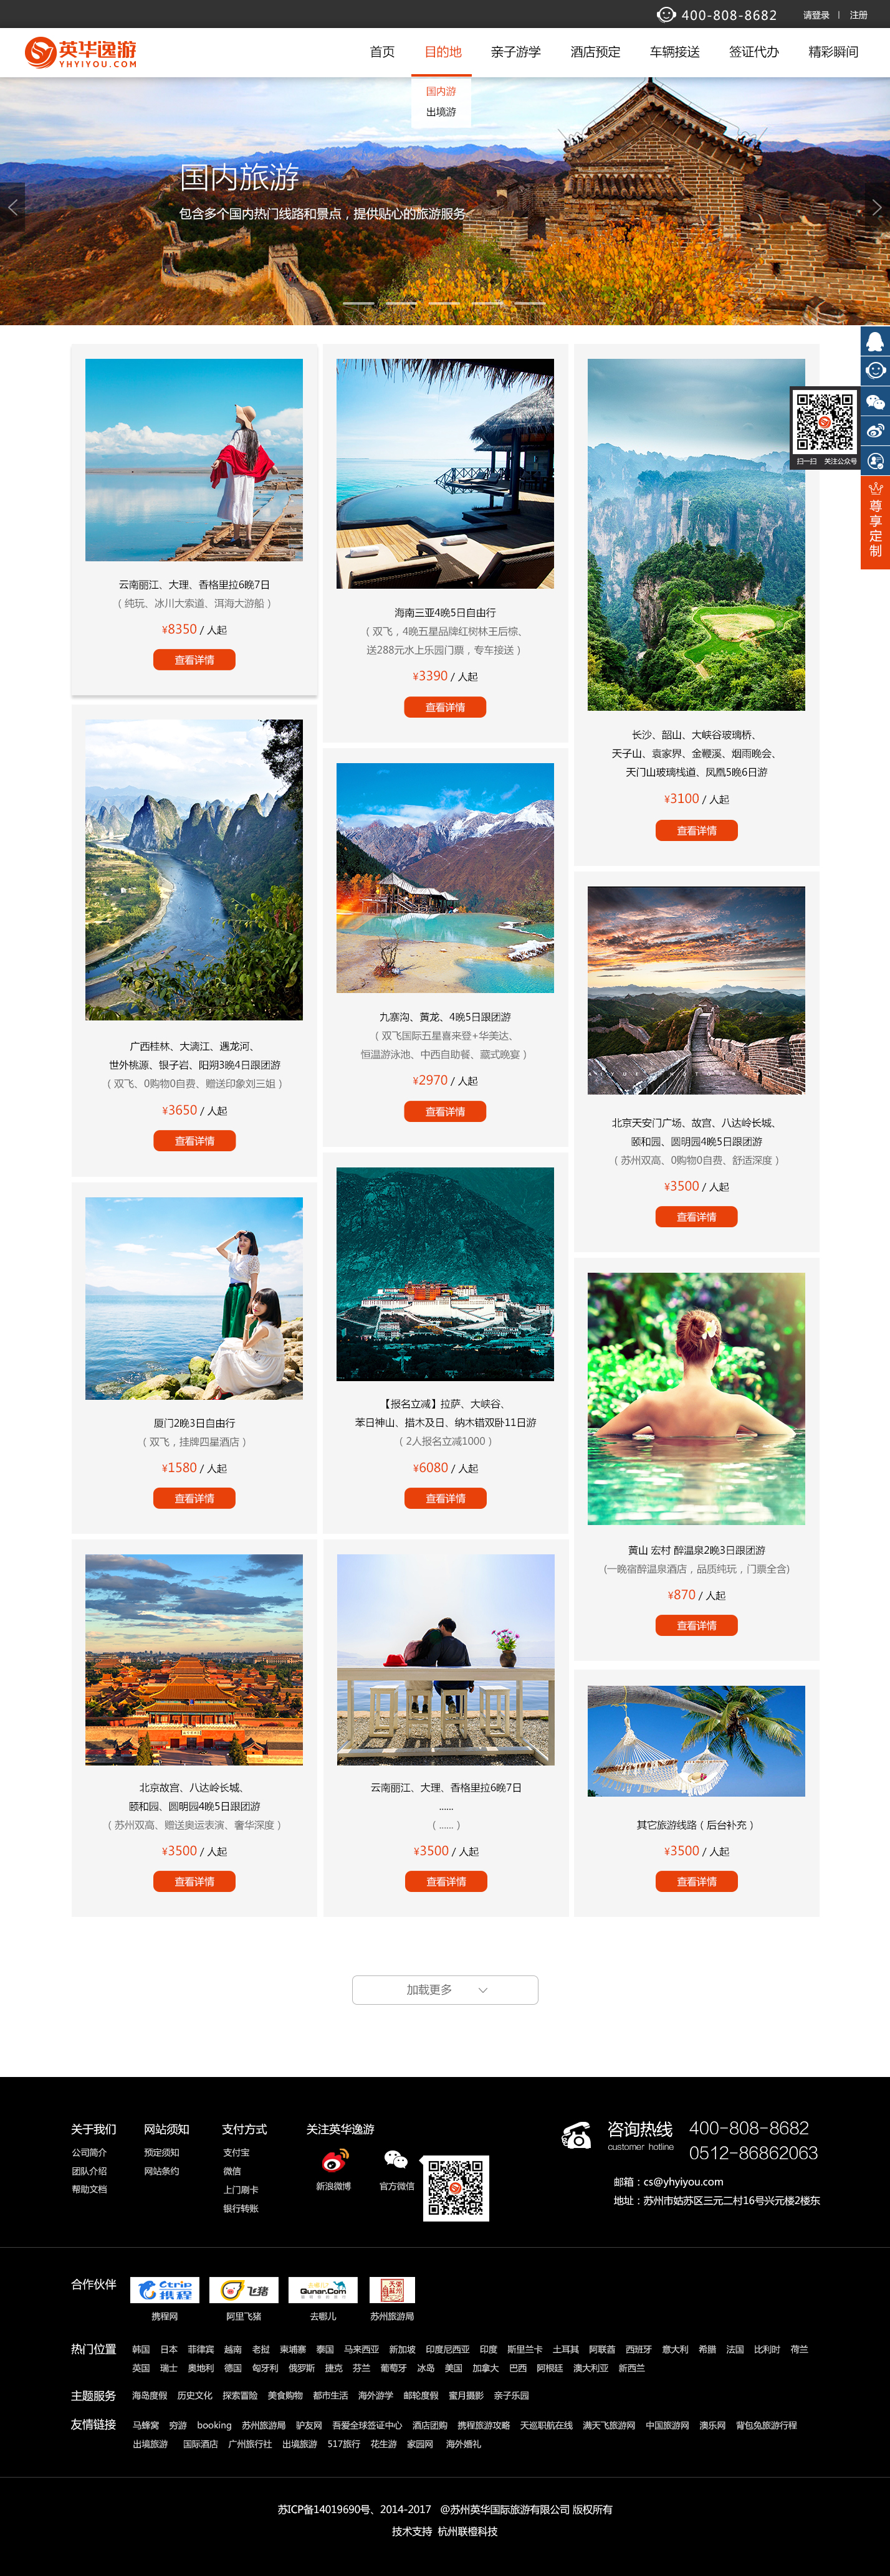 400-808-8682 请登录 | 注册
英华逸游
YHYIYOU.COM
首页 目的地 亲子游学 酒店预定 车辆接送 签证代办 精彩瞬间
国内游
出境游
国内旅游
包含多个国内热门线路和景点，提供贴心的旅游服务
扫一扫 关注公众号
尊享定制
云南丽江、大理、香格里拉6晚7日
（纯玩、冰川大索道、洱海大游船）
¥8350 / 人起
查看详情
海南三亚4晚5日自由行
（双飞，4晚五星品牌红树林王后棕、
送288元水上乐园门票，专车接送）
¥3390 / 人起
查看详情
长沙、韶山、大峡谷玻璃桥、
天子山、袁家界、金鞭溪、烟雨晚会、
天门山玻璃栈道、凤凰5晚6日游
¥3100 / 人起
查看详情
广西桂林、大漓江、遇龙河、
世外桃源、银子岩、阳朔3晚4日跟团游
（双飞、0购物0自费、赠送印象刘三姐）
¥3650 / 人起
查看详情
九寨沟、黄龙、4晚5日跟团游
（双飞国际五星喜来登+华美达、
恒温游泳池、中西自助餐、藏式晚宴）
¥2970 / 人起
查看详情
北京天安门广场、故宫、八达岭长城、
颐和园、圆明园4晚5日跟团游
（苏州双高、0购物0自费、舒适深度）
¥3500 / 人起
查看详情
厦门2晚3日自由行
（双飞，挂牌四星酒店）
¥1580 / 人起
查看详情
【报名立减】拉萨、大峡谷、
苯日神山、措木及日、纳木错双卧11日游
（2人报名立减1000）
¥6080 / 人起
查看详情
黄山 宏村 醉温泉2晚3日跟团游
(一晚宿醉温泉酒店，品质纯玩，门票全含)
¥870 / 人起
查看详情
北京故宫、八达岭长城、
颐和园、圆明园4晚5日跟团游
（苏州双高、赠送奥运表演、奢华深度）
¥3500 / 人起
查看详情
云南丽江、大理、香格里拉6晚7日
......
（......）
¥3500 / 人起
查看详情
其它旅游线路（后台补充）
¥3500 / 人起
查看详情
加载更多
关于我们
公司简介
团队介绍
帮助文档
网站须知
预定须知
网站条约
支付方式
支付宝
微信
上门刷卡
银行转账
关注英华逸游
新浪微博 官方微信
咨询热线
customer hotline
400-808-8682
0512-86862063
邮箱：cs@yhyiyou.com
地址：苏州市姑苏区三元二村16号兴元楼2楼东
合作伙伴
Ctrip 携程 飞猪 Qunar.Com
携程网 阿里飞猪 去哪儿 苏州旅游局
热门位置 韩国 日本 菲律宾 越南 老挝 柬埔寨 泰国 马来西亚 新加坡 印度尼西亚 印度 斯里兰卡 土耳其 阿联酋 西班牙 意大利 希腊 法国 比利时 荷兰
英国 瑞士 奥地利 德国 匈牙利 俄罗斯 捷克 芬兰 葡萄牙 冰岛 美国 加拿大 巴西 阿根廷 澳大利亚 新西兰
主题服务 海岛度假 历史文化 探索冒险 美食购物 都市生活 海外游学 邮轮度假 蜜月摄影 亲子乐园
友情链接 马蜂窝 穷游 booking 苏州旅游局 驴友网 吾爱全球签证中心 酒店团购 携程旅游攻略 天巡职航在线 满天飞旅游网 中国旅游网 澳乐网 背包兔旅游行程
出境旅游 国际酒店 广州旅行社 出境旅游 517旅行 花生游 家园网 海外婚礼
苏ICP备14019690号、2014-2017 @苏州英华国际旅游有限公司 版权所有
技术支持 杭州联橙科技